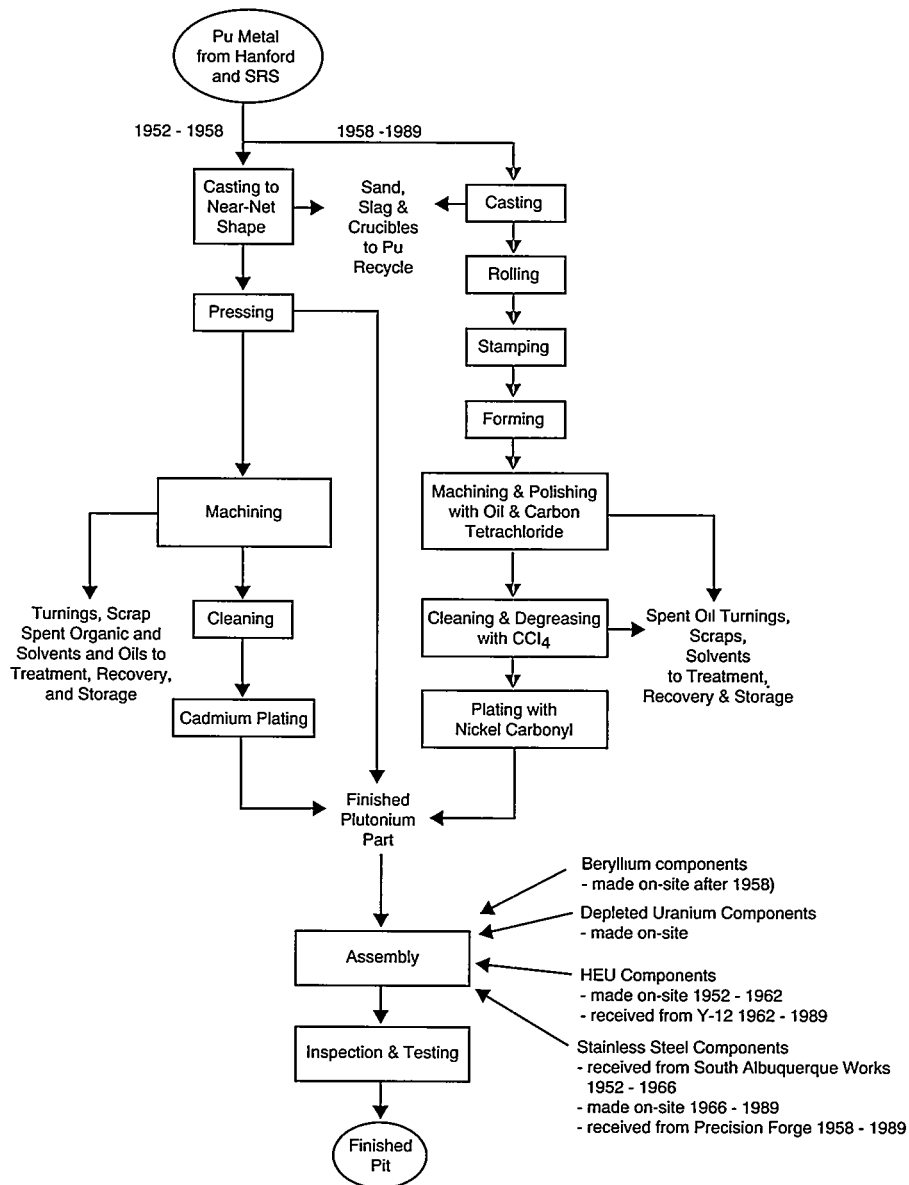 Pu Metal
from Hanford
and SRS
1952 - 1958
1958 -1989
Casting to
Near-Net
Shape
Sand,
Slag &
Crucibles
to Pu
Recycle
Casting
Rolling
Pressing
Stamping
Forming
Machining
Machining & Polishing
with Oil & Carbon
Tetrachloride
Turnings, Scrap
Spent Organic and
Solvents and Oils to
Treatment, Recovery,
and Storage
Cleaning
Cleaning & Degreasing
with CCl4
Spent Oil Turnings,
Scraps,
Solvents
to Treatment,
Recovery & Storage
Cadmium Plating
Plating with
Nickel Carbonyl
Finished
Plutonium
Part
Beryllium components
- made on-site after 1958)
Depleted Uranium Components
- made on-site
Assembly
HEU Components
- made on-site 1952 - 1962
- received from Y-12 1962 - 1989
Inspection & Testing
Stainless Steel Components
- received from South Albuquerque Works
1952 - 1966
- made on-site 1966 - 1989
- received from Precision Forge 1958 - 1989
Finished
Pit